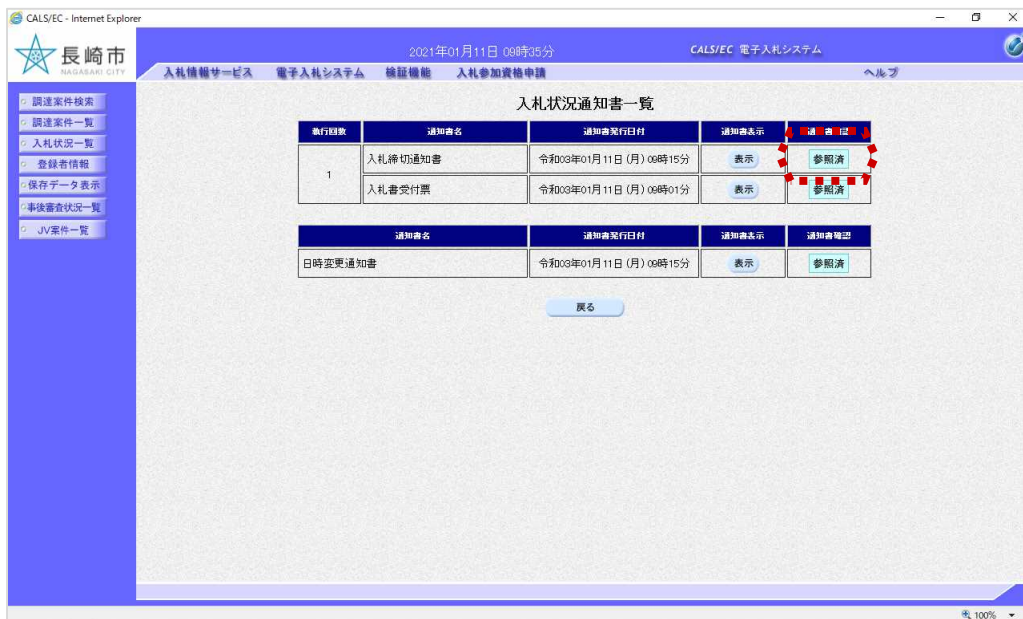 CALS/EC - Internet Explorer
長崎市
NAGASAKI CITY
2021年01月11日 09時35分
CALS/EC 電子入札システム
入札情報サービス 電子入札システム 検証機能 入札参加資格申請 ヘルプ
調達案件検索
調達案件一覧
入札状況一覧
登録者情報
保存データ表示
事後審査状況一覧
JV案件一覧
入札状況通知書一覧
執行回数 通知書名 通知書発行日付 通知書表示
1
入札締切通知書 令和03年01月11日 (月) 09時15分 表示 参照済
入札書受付票 令和03年01月11日 (月) 09時01分 表示 参照済
通知書名 通知書発行日付 通知書表示 通知書確認
日時変更通知書 令和03年01月11日 (月) 09時15分 表示 参照済
戻る
100%